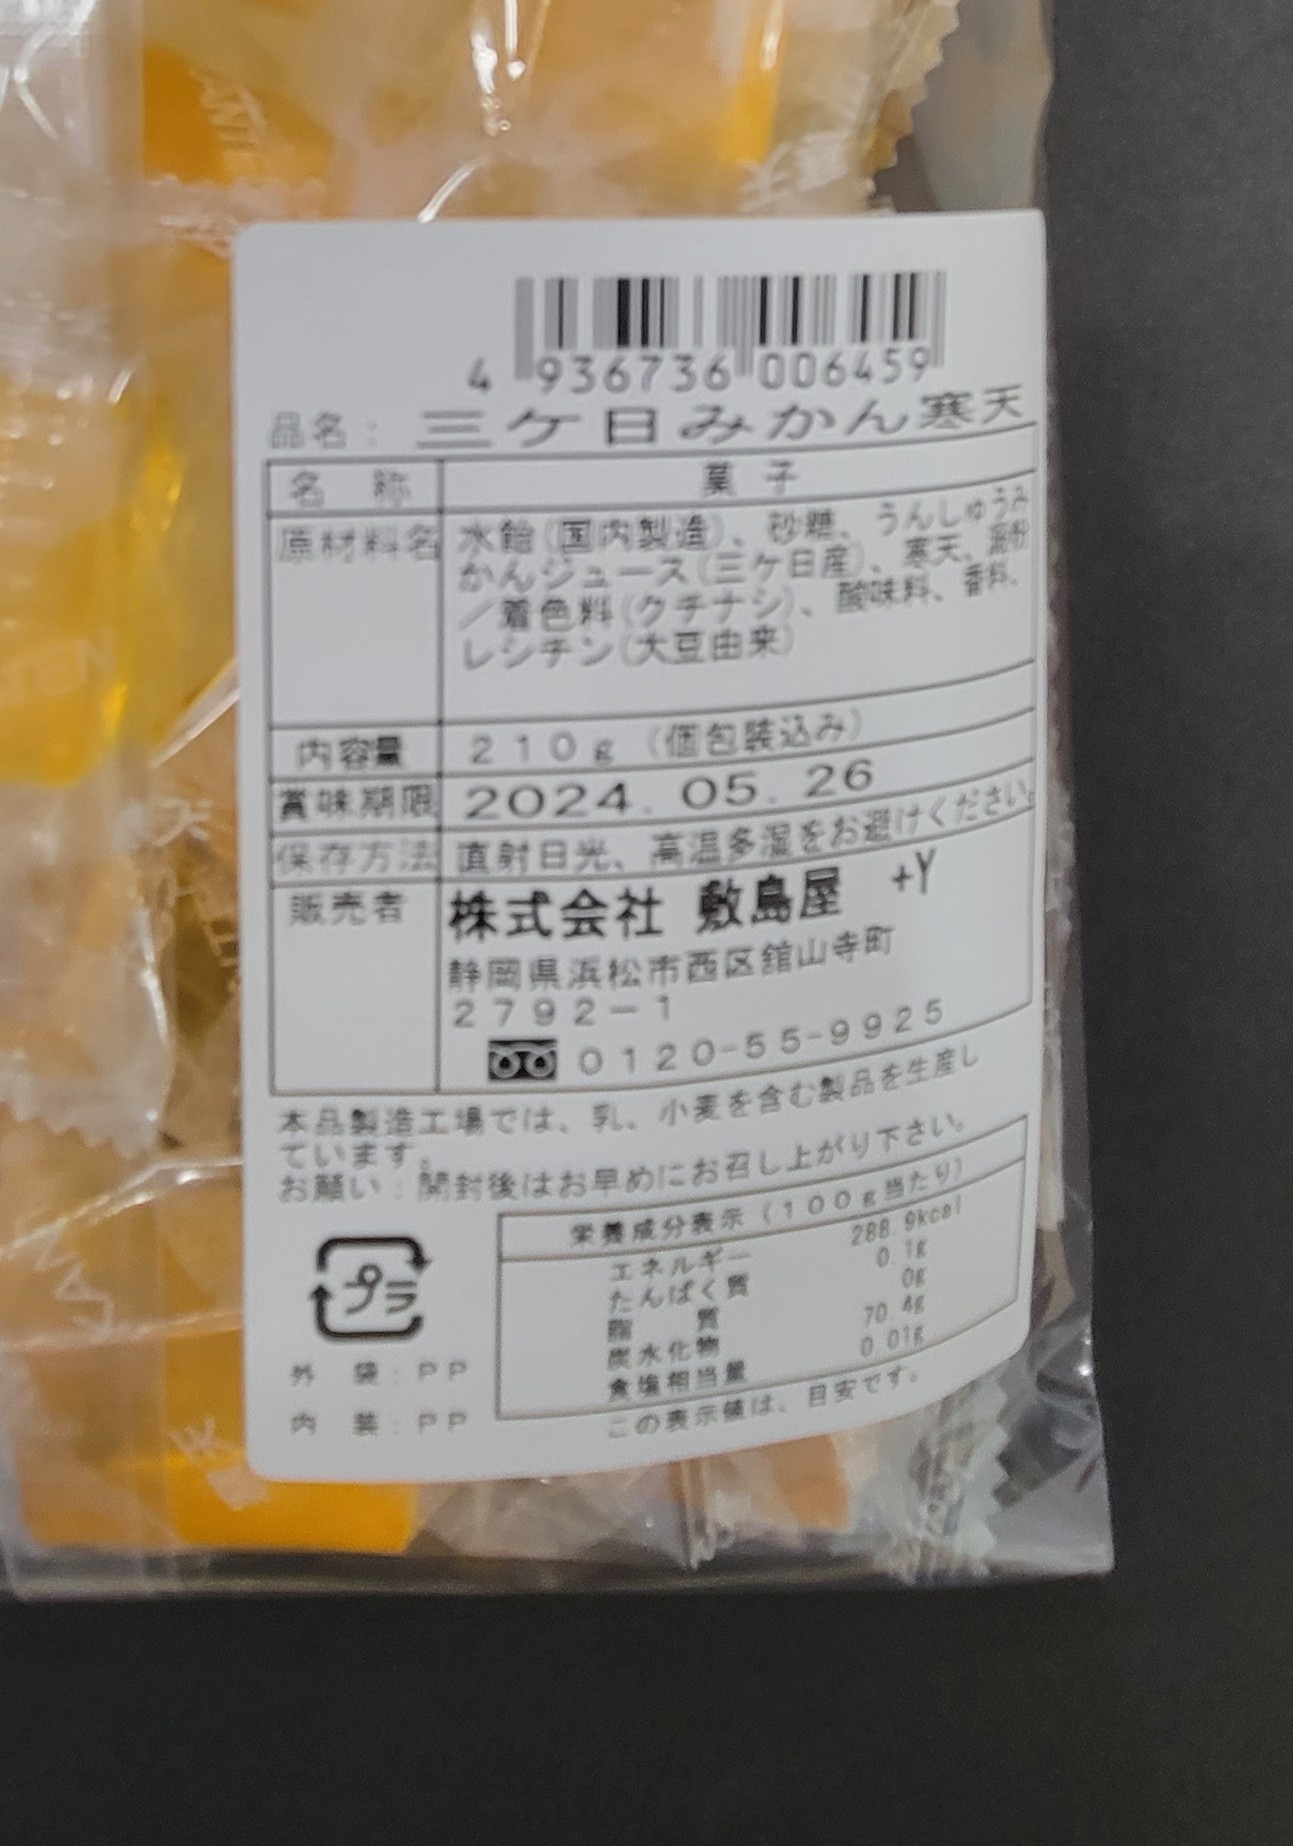 4 936736 006459
品名： 三ケ日みかん寒天
名 称 菓 子
原材料名 水飴(国内製造)、砂糖、うんしゅうみ
かんジュース(三ケ日産)、寒天、澱粉
／着色料(クチナシ)、酸味料、香料、
レシチン(大豆由来)
内容量 210g (個包装込み)
賞味期限 2024. 05. 26
保存方法 直射日光、高温多湿をお避けください。
販売者 株式会社 敷島屋 +Y
静岡県浜松市西区舘山寺町
2792－1
0120-55-9925
本品製造工場では、乳、小麦を含む製品を生産し
ています。
お願い：開封後はお早めにお召し上がり下さい。
栄養成分表示（100g当たり）
エネルギー 288.9kcal
たんぱく質 0.1g
脂 質 0g
炭水化物 70.4g
食塩相当量 0.01g
この表示値は、目安です。
プラ
外 袋：PP
内 装：PP